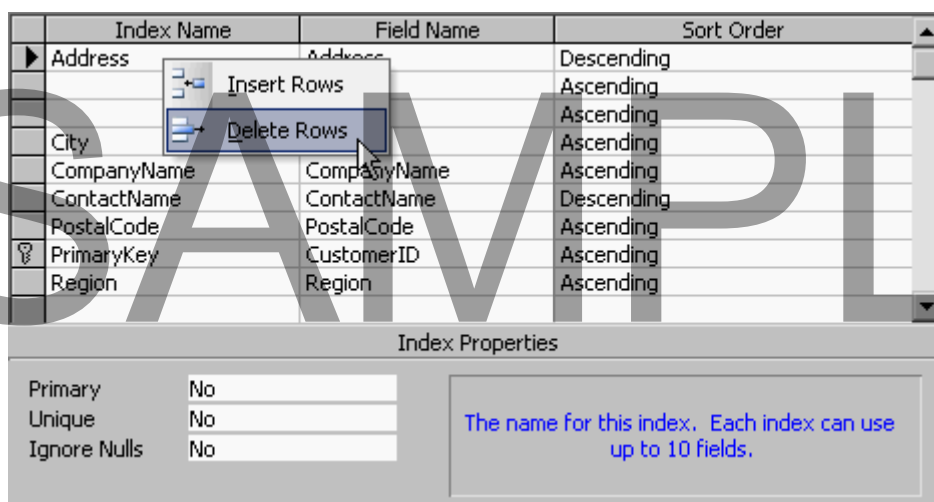 Index Name Field Name Sort Order
Address Address Descending
Insert Rows Ascending
Ascending
Delete Rows
City Ascending
CompanyName CompanyName Ascending
ContactName ContactName Descending
PostalCode PostalCode Ascending
PrimaryKey CustomerID Ascending
Region Region Ascending
SAMPL
Index Properties
Primary No
Unique No
Ignore Nulls No
The name for this index. Each index can use
up to 10 fields.